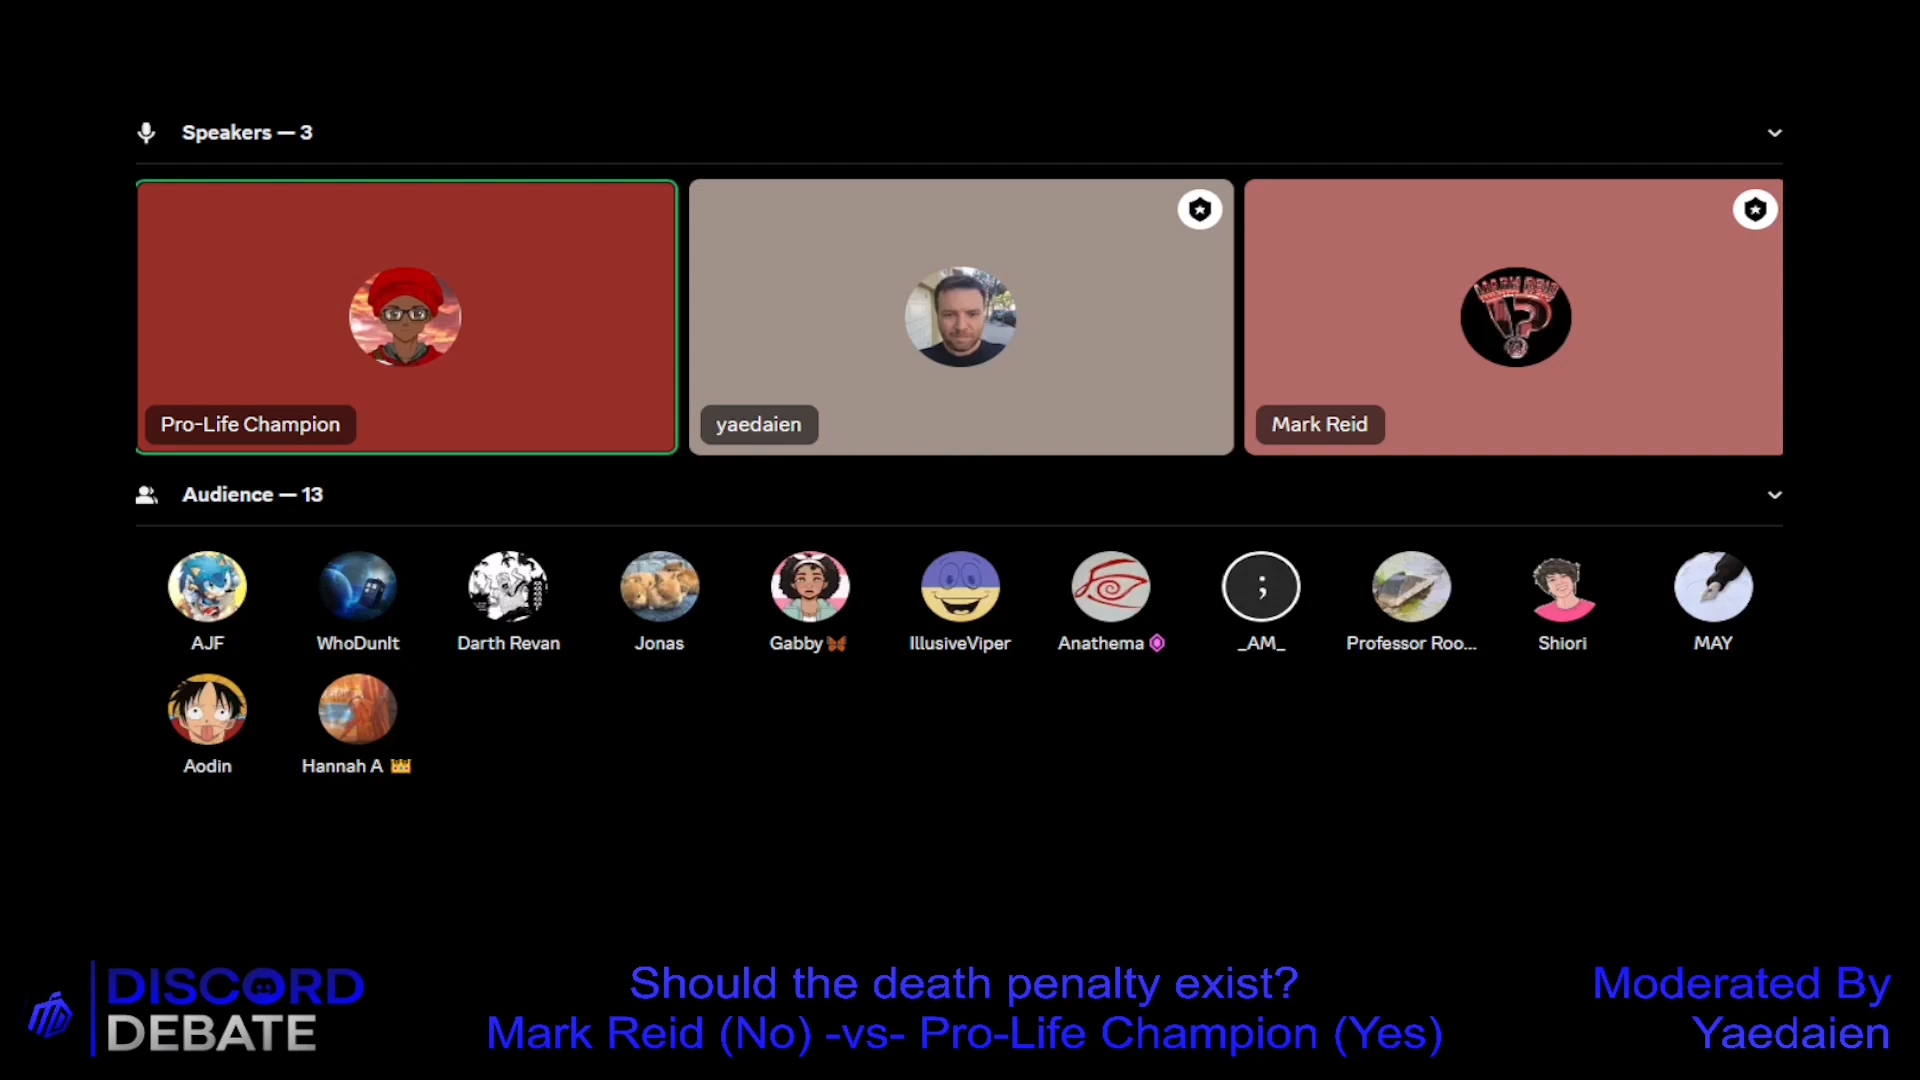 Speakers — 3
Pro-Life Champion
yaedaien
MARK REID
Mark Reid
Audience — 13
AJF
WhoDunIt
Darth Revan
Jonas
Gabby
IllusiveViper
Anathema
;
_AM_
Professor Roo...
Shiori
MAY
Aodin
Hannah A
DISCORD
DEBATE
Should the death penalty exist?
Mark Reid (No) -vs- Pro-Life Champion (Yes)
Moderated By
Yaedaien